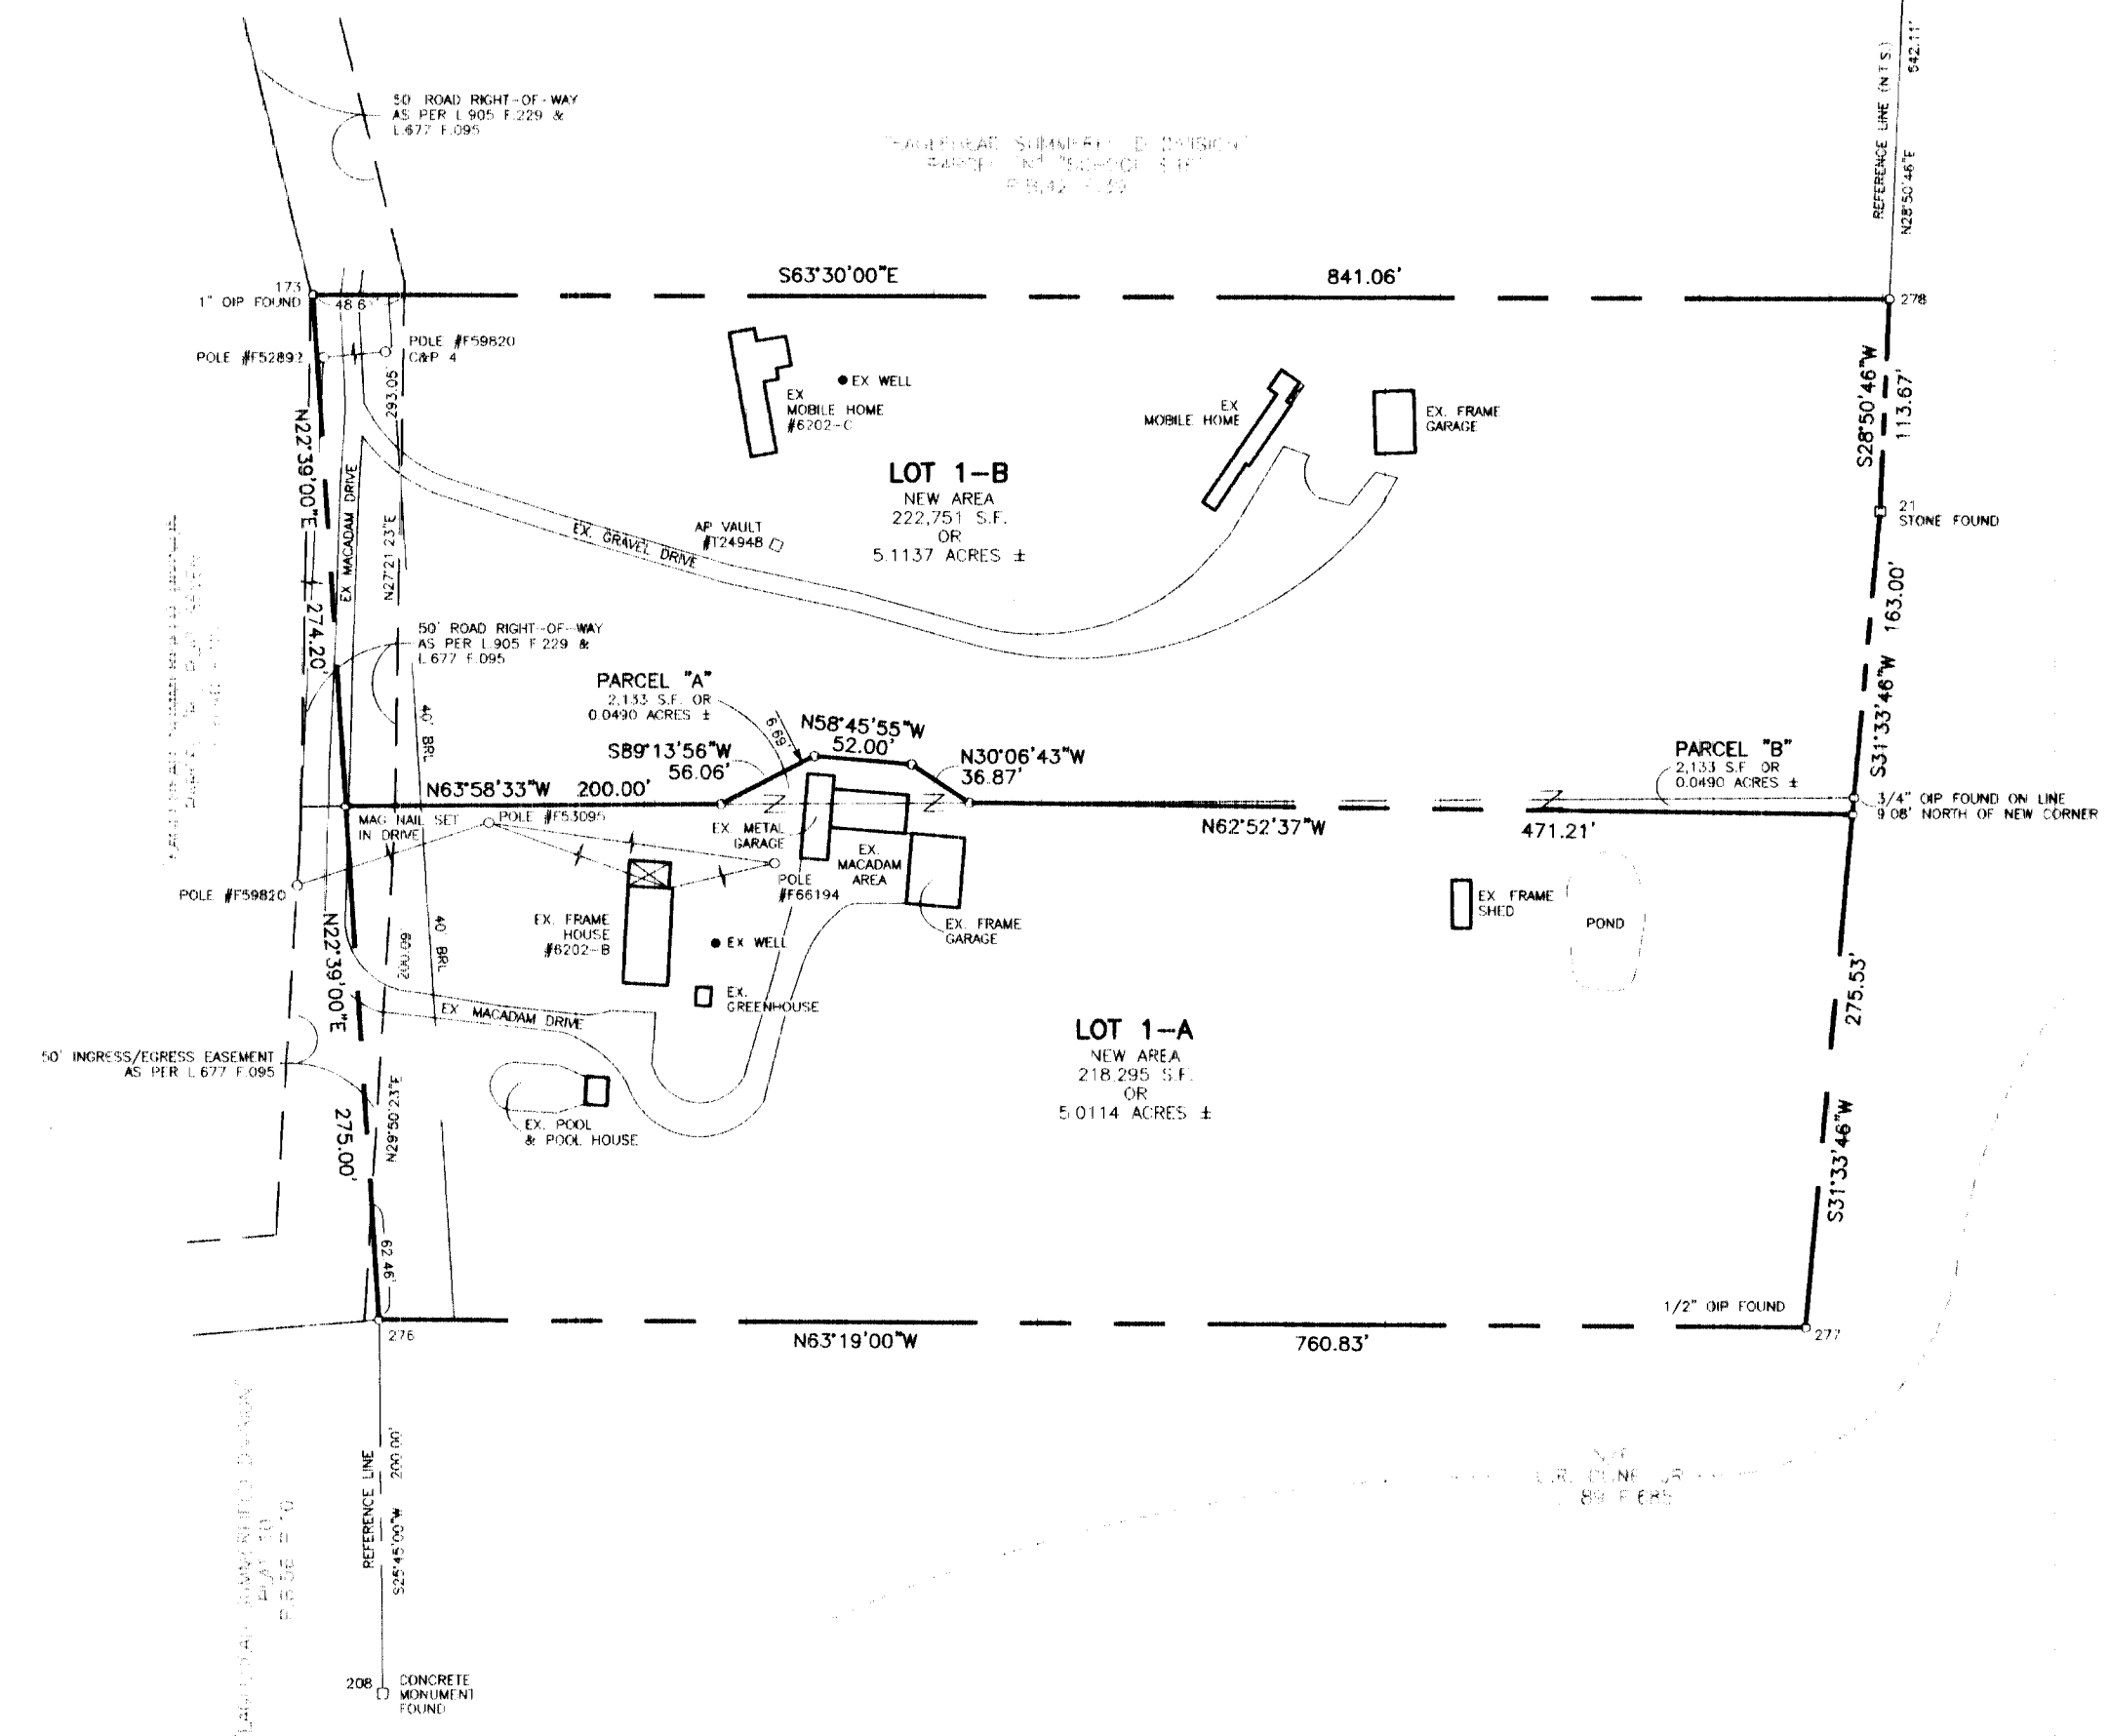 50' ROAD RIGHT-OF-WAY
AS PER L.905 F.229 &
L.677 F.095
REFERENCE LINE (N.T.S.)
N28°50'46"E
642.11'
S63°30'00"E
841.06'
173
1" OIP FOUND
278
POLE #F52892
POLE #F59820
C&P 4
293.05'
N27°21'23"E
N22°39'00"E
274.20'
EX MACADAM DRIVE
EX WELL
EX
MOBILE HOME
#6202-C
EX
MOBILE HOME
EX. FRAME
GARAGE
S28°50'46"W
113.67'
LOT 1-B
NEW AREA
222,751 S.F.
OR
5.1137 ACRES ±
21
STONE FOUND
AP VAULT
#T24948
EX. GRAVEL DRIVE
S31°33'46"W 163.00'
50' ROAD RIGHT-OF-WAY
AS PER L.905 F.229 &
L.677 F.095
40' BRL
PARCEL "A"
2,133 S.F. OR
0.0490 ACRES ±
6.69'
S89°13'56"W
56.06'
N58°45'55"W
52.00'
N30°06'43"W
36.87'
PARCEL "B"
2,133 S.F. OR
0.0490 ACRES ±
N63°58'33"W 200.00'
3/4" OIP FOUND ON LINE
9.08' NORTH OF NEW CORNER
N62°52'37"W
471.21'
MAG NAIL SET
IN DRIVE
POLE #F53095
EX. METAL
GARAGE
EX.
MACADAM
AREA
POLE
#F66194
POLE #F59820
EX. FRAME
HOUSE
#6202-B
EX WELL
EX. FRAME
GARAGE
EX. FRAME
SHED
POND
EX.
GREENHOUSE
N22°39'00"E
275.00'
200.09'
40' BRL
EX MACADAM DRIVE
275.53'
S31°33'46"W
50' INGRESS/EGRESS EASEMENT
AS PER L.677 F.095
N29°50'23"E
EX. POOL
& POOL HOUSE
LOT 1-A
NEW AREA
218,295 S.F.
OR
5.0114 ACRES ±
62.46'
1/2" OIP FOUND
276
277
N63°19'00"W
760.83'
REFERENCE LINE
S25°45'00"W 200.00'
208
CONCRETE
MONUMENT
FOUND